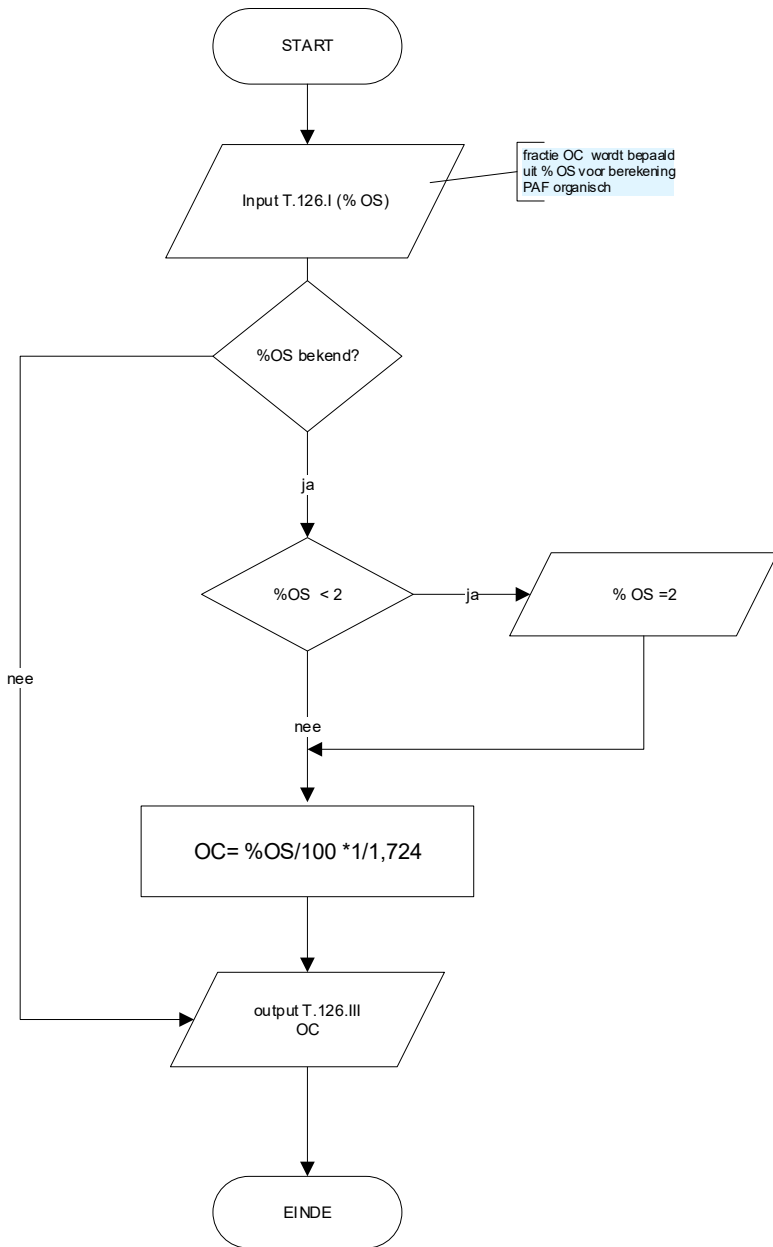 START
Input T.126.I (% OS)
fractie OC wordt bepaald
uit % OS voor berekening
PAF organisch
%OS bekend?
ja
%OS < 2
ja
% OS =2
nee
nee
OC= %OS/100 *1/1,724
output T.126.III
OC
EINDE